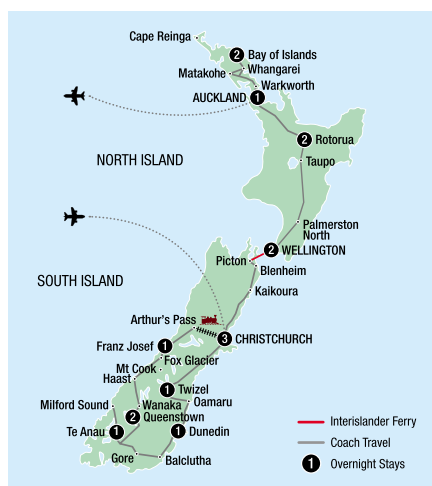 Cape Reinga
2 Bay of Islands
Whangarei
Matakohe
Warkworth
AUCKLAND 1
2 Rotorua
NORTH ISLAND
Taupo
Palmerston
North
2 WELLINGTON
Picton
Blenheim
SOUTH ISLAND
Kaikoura
Arthur's Pass
3 CHRISTCHURCH
Franz Josef 1
Fox Glacier
Mt Cook
Haast
1 Twizel
Oamaru
Milford Sound
Wanaka
2 Queenstown
Te Anau 1
1 Dunedin
Gore
Balclutha
Interislander Ferry
Coach Travel
1 Overnight Stays